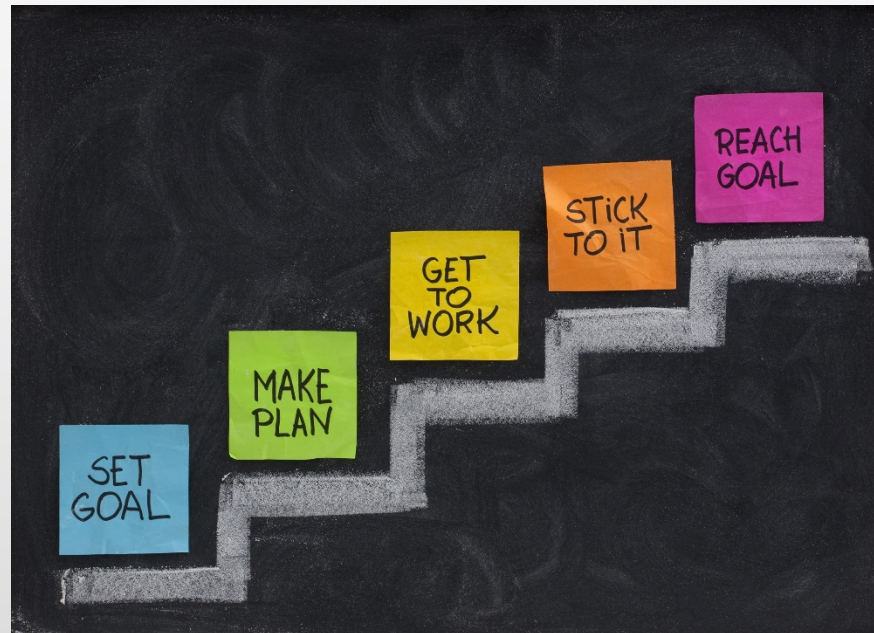 SET
GOAL
MAKE
PLAN
GET
TO
WORK
STiCK
TO iT
REACH
GOAL